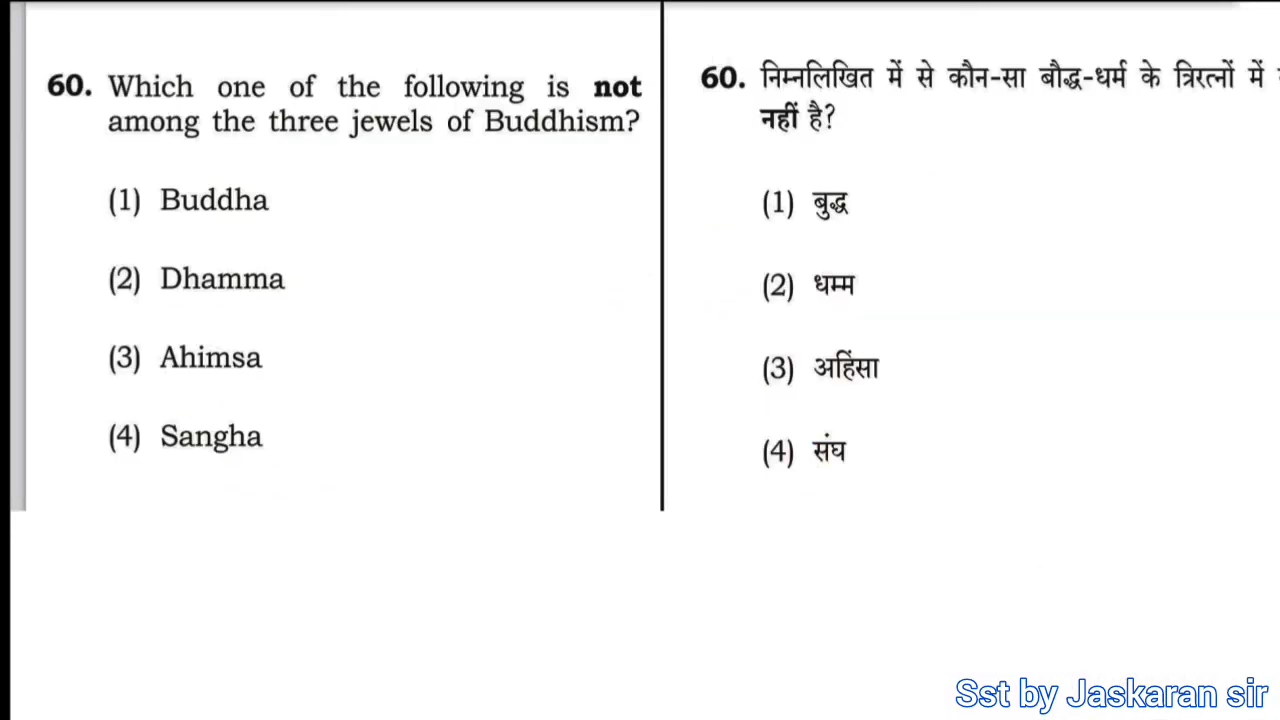 60. Which one of the following is not
among the three jewels of Buddhism?
(1) Buddha
(2) Dhamma
(3) Ahimsa
(4) Sangha
60. निम्नलिखित में से कौन-सा बौद्ध-धर्म के त्रिरत्नों में
नहीं है?
(1) बुद्ध
(2) धम्म
(3) अहिंसा
(4) संघ
Sst by Jaskaran sir